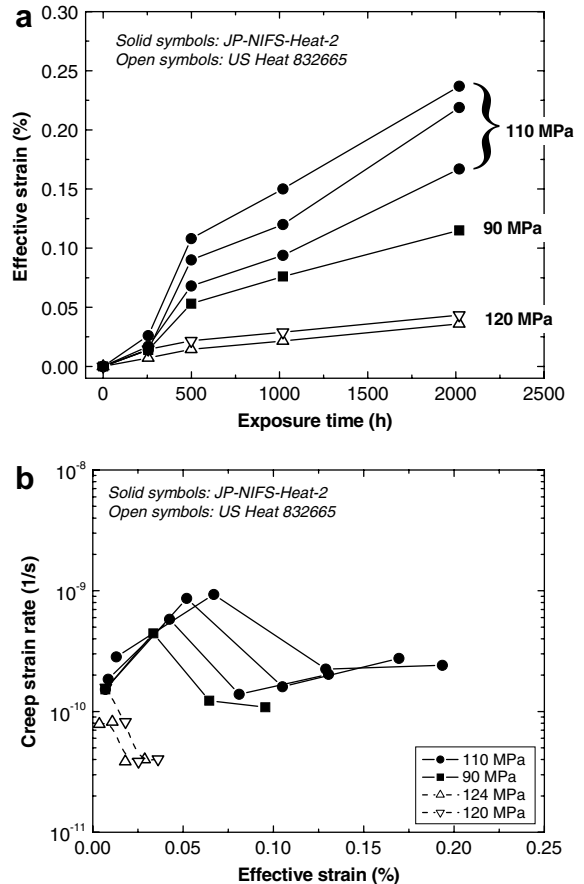 a
Solid symbols: JP-NIFS-Heat-2
Open symbols: US Heat 832665
0.30
0.25
0.20
0.15
0.10
0.05
0.00
Effective strain (%)
110 MPa
90 MPa
120 MPa
0 500 1000 1500 2000 2500
Exposure time (h)
b
Solid symbols: JP-NIFS-Heat-2
Open symbols: US Heat 832665
10-8
10-9
10-10
10-11
Creep strain rate (1/s)
110 MPa
90 MPa
124 MPa
120 MPa
0.00 0.05 0.10 0.15 0.20 0.25
Effective strain (%)